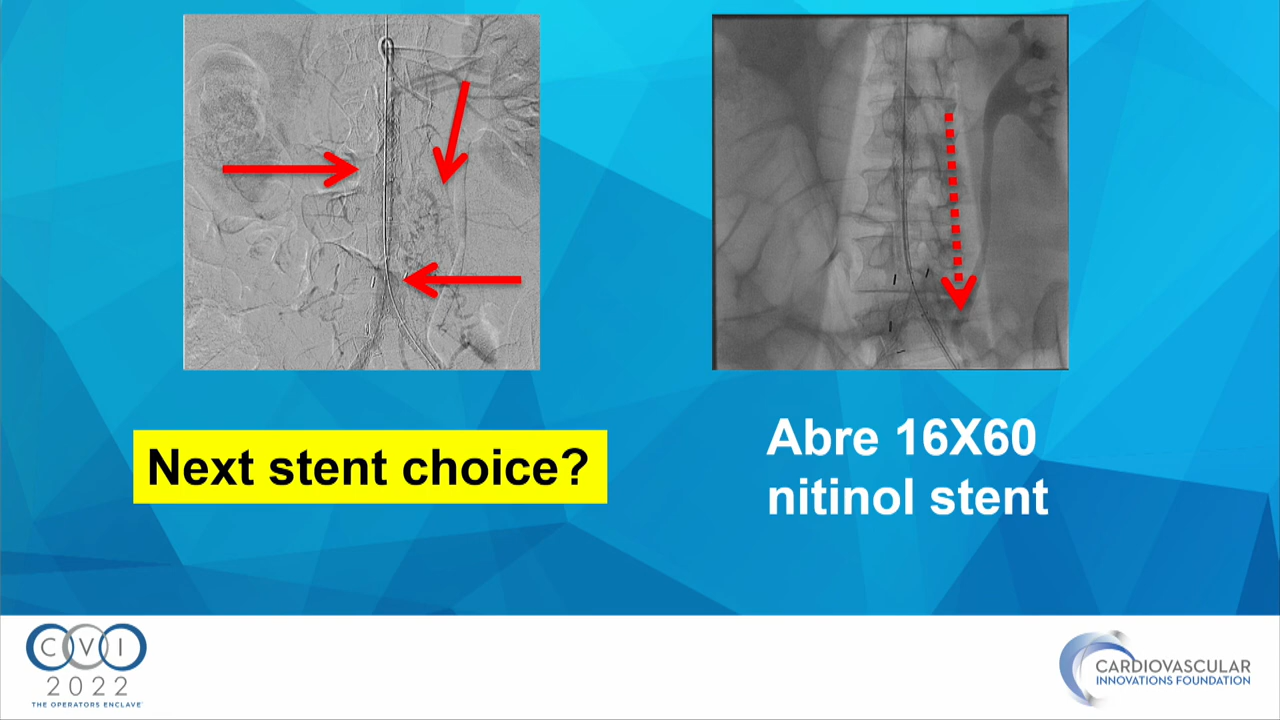 Next stent choice?
Abre 16X60
nitinol stent
CVI
2022
THE OPERATORS ENCLAVE
CARDIOVASCULAR
INNOVATIONS FOUNDATION